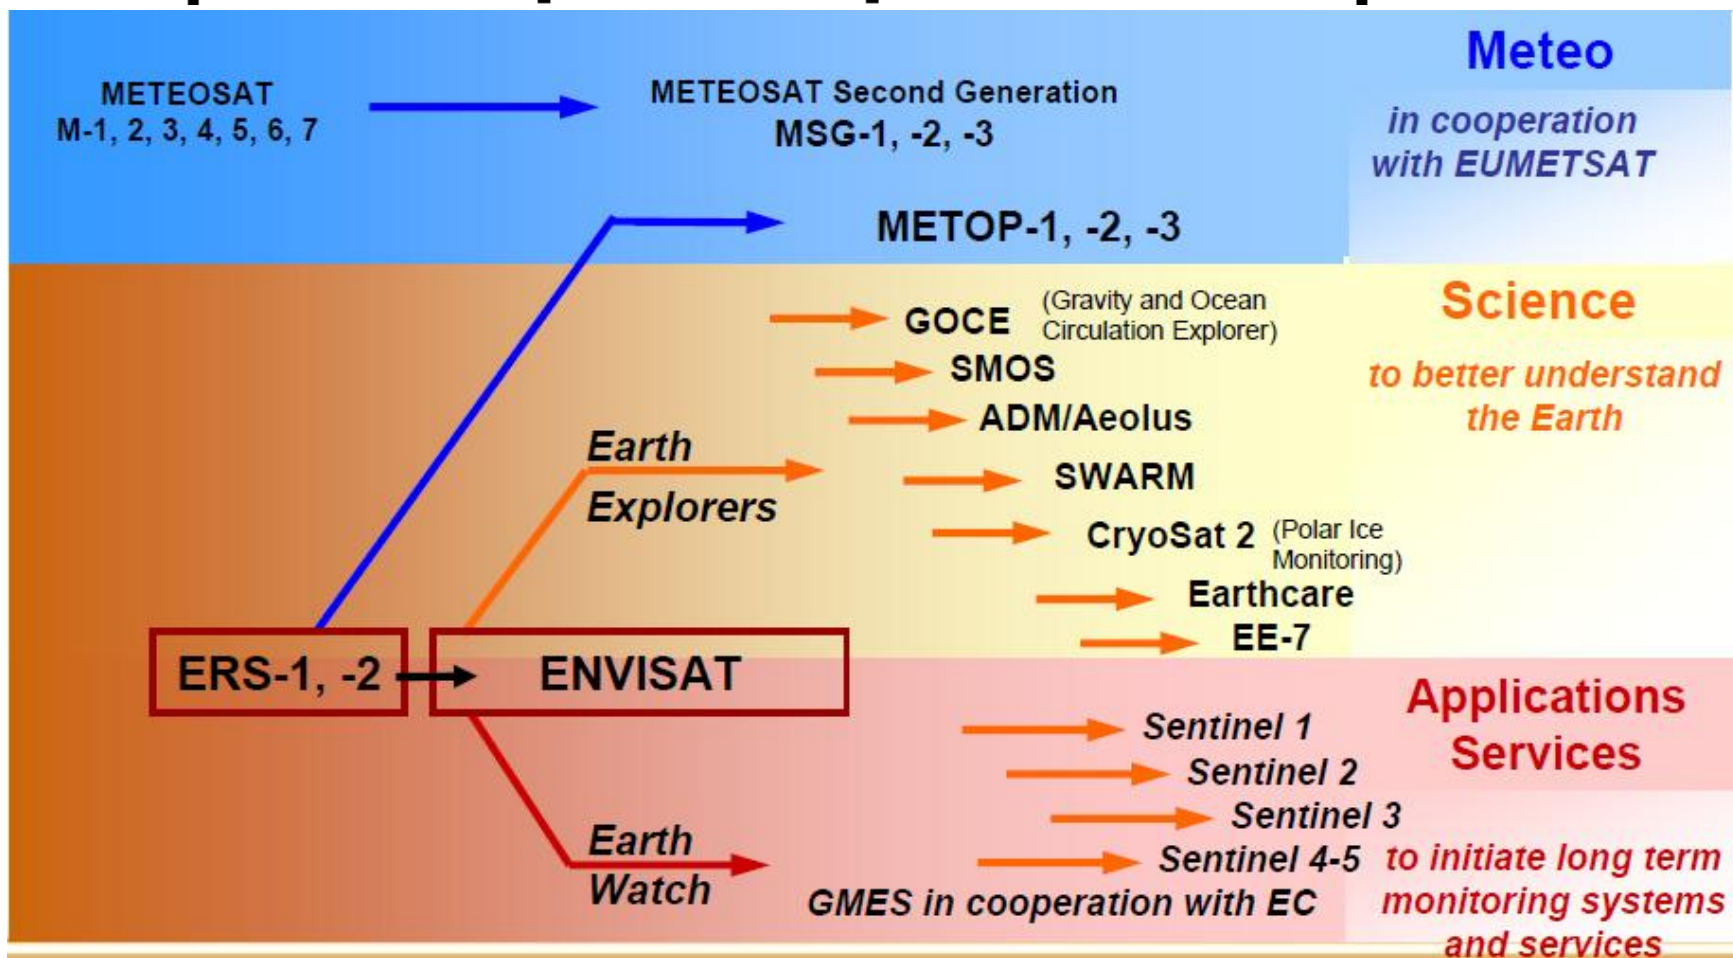 METEOSAT
M-1, 2, 3, 4, 5, 6, 7
METEOSAT Second Generation
MSG-1, -2, -3
Meteo
in cooperation
with EUMETSAT
METOP-1, -2, -3
GOCE
(Gravity and Ocean
Circulation Explorer)
SMOS
ADM/Aeolus
SWARM
CryoSat 2
(Polar Ice
Monitoring)
Earthcare
EE-7
Science
to better understand
the Earth
Earth
Explorers
ERS-1, -2
ENVISAT
Sentinel 1
Sentinel 2
Sentinel 3
Sentinel 4-5
GMES in cooperation with EC
Earth
Watch
Applications
Services
to initiate long term
monitoring systems
and services